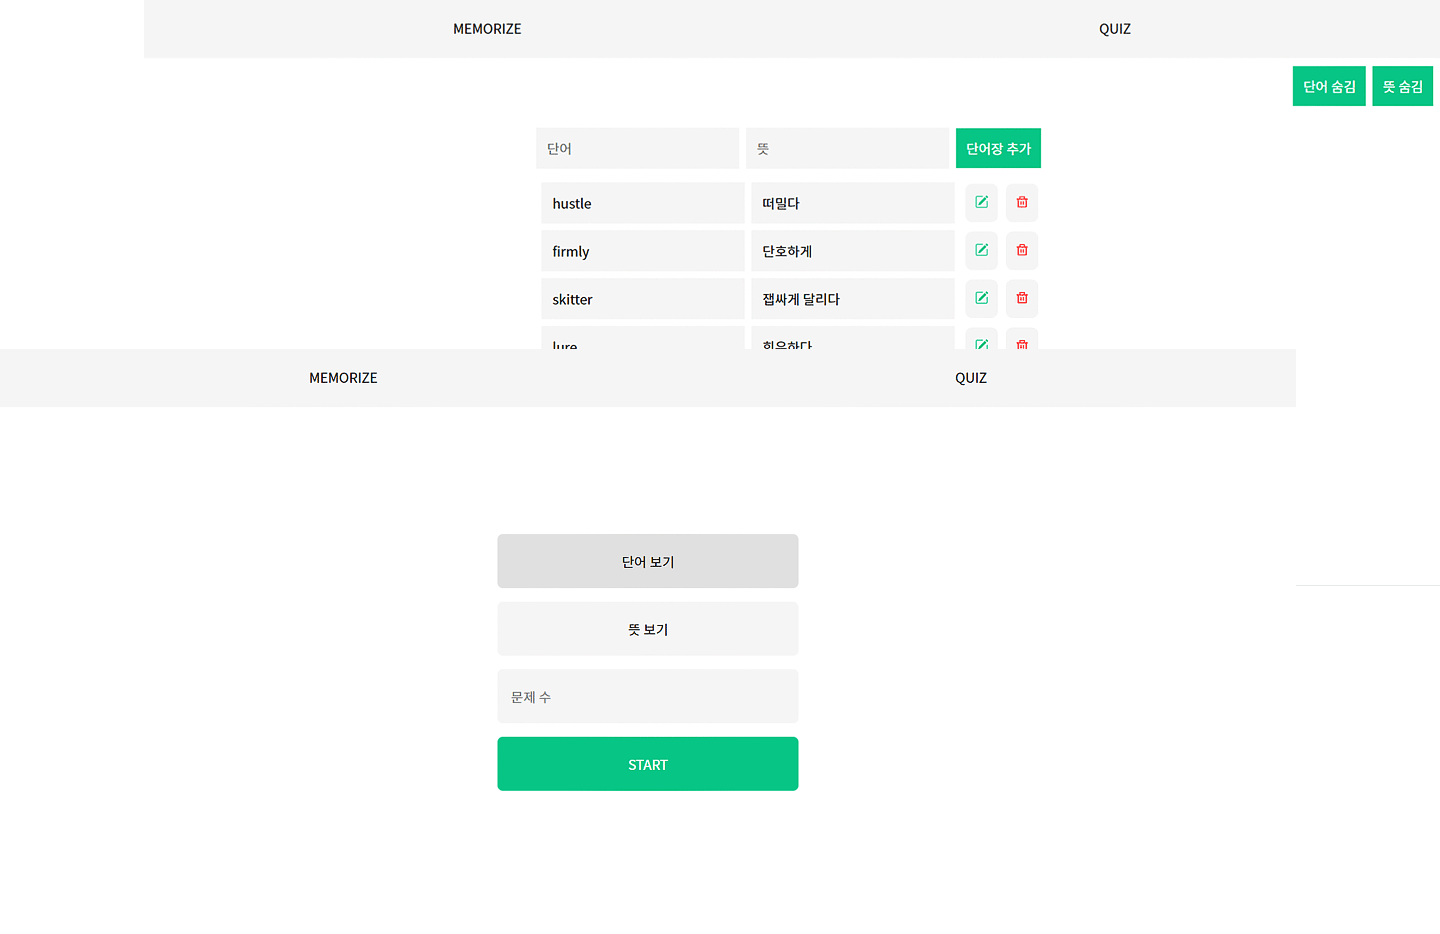 MEMORIZE QUIZ
단어 숨김 뜻 숨김
단어 뜻 단어장 추가
hustle 떠밀다
firmly 단호하게
skitter 잽싸게 달리다
lure
MEMORIZE QUIZ
단어 보기
뜻 보기
문제 수
START